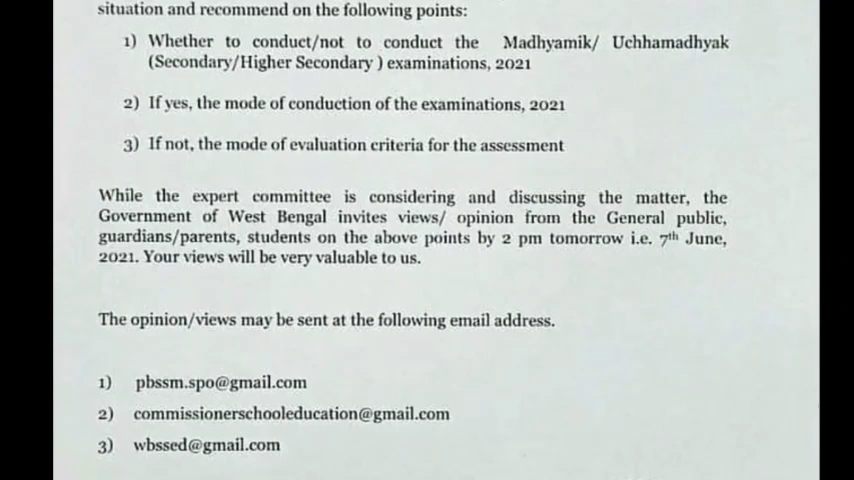 situation and recommend on the following points:
1) Whether to conduct/not to conduct the Madhyamik/ Uchhamadhyak
(Secondary/Higher Secondary ) examinations, 2021
2) If yes, the mode of conduction of the examinations, 2021
3) If not, the mode of evaluation criteria for the assessment
While the expert committee is considering and discussing the matter, the
Government of West Bengal invites views/ opinion from the General public,
guardians/parents, students on the above points by 2 pm tomorrow i.e. 7th June,
2021. Your views will be very valuable to us.
The opinion/views may be sent at the following email address.
1) pbssm.spo@gmail.com
2) commissionerschooleducation@gmail.com
3) wbssed@gmail.com